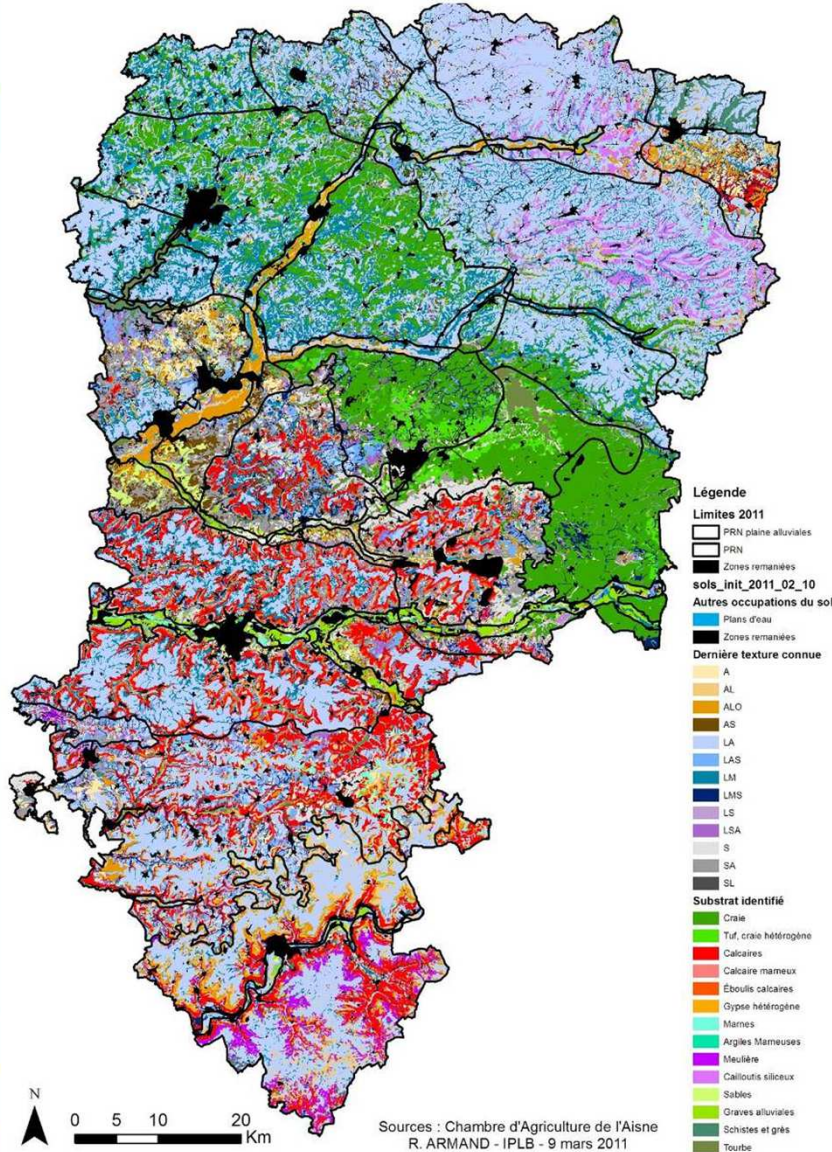 Légende
Limites 2011
PRN plaine alluviales
PRN
Zones remaniées
sols_init_2011_02_10
Autres occupations du sol
Plans d'eau
Zones remaniées
Dernière texture connue
A
AL
ALO
AS
LA
LAS
LM
LMS
LS
LSA
S
SA
SL
Substrat identifié
Craie
Tuf, craie hétérogène
Calcaires
Calcaire marneux
Éboulis calcaires
Gypse hétérogène
Marnes
Argiles Marneuses
Meulière
Cailloutis siliceux
Sables
Graves alluviales
Schistes et grès
Tourbe
N
0 5 10 20
Km
Sources : Chambre d'Agriculture de l'Aisne
R. ARMAND - IPLB - 9 mars 2011